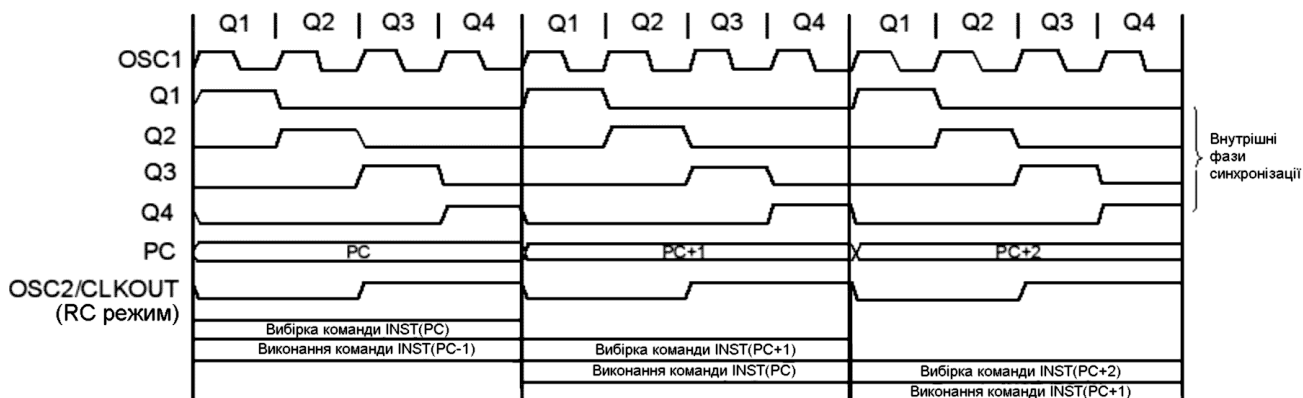 Q1 | Q2 | Q3 | Q4 | Q1 | Q2 | Q3 | Q4 | Q1 | Q2 | Q3 | Q4
OSC1
Q1
Q2
Q3
Q4
Внутрішні
фази
синхронізації
PC PC PC+1 PC+2
OSC2/CLKOUT
(RC режим)
Вибірка команди INST(PC)
Виконання команди INST(PC-1) Вибірка команди INST(PC+1)
Виконання команди INST(PC) Вибірка команди INST(PC+2)
Виконання команди INST(PC+1)